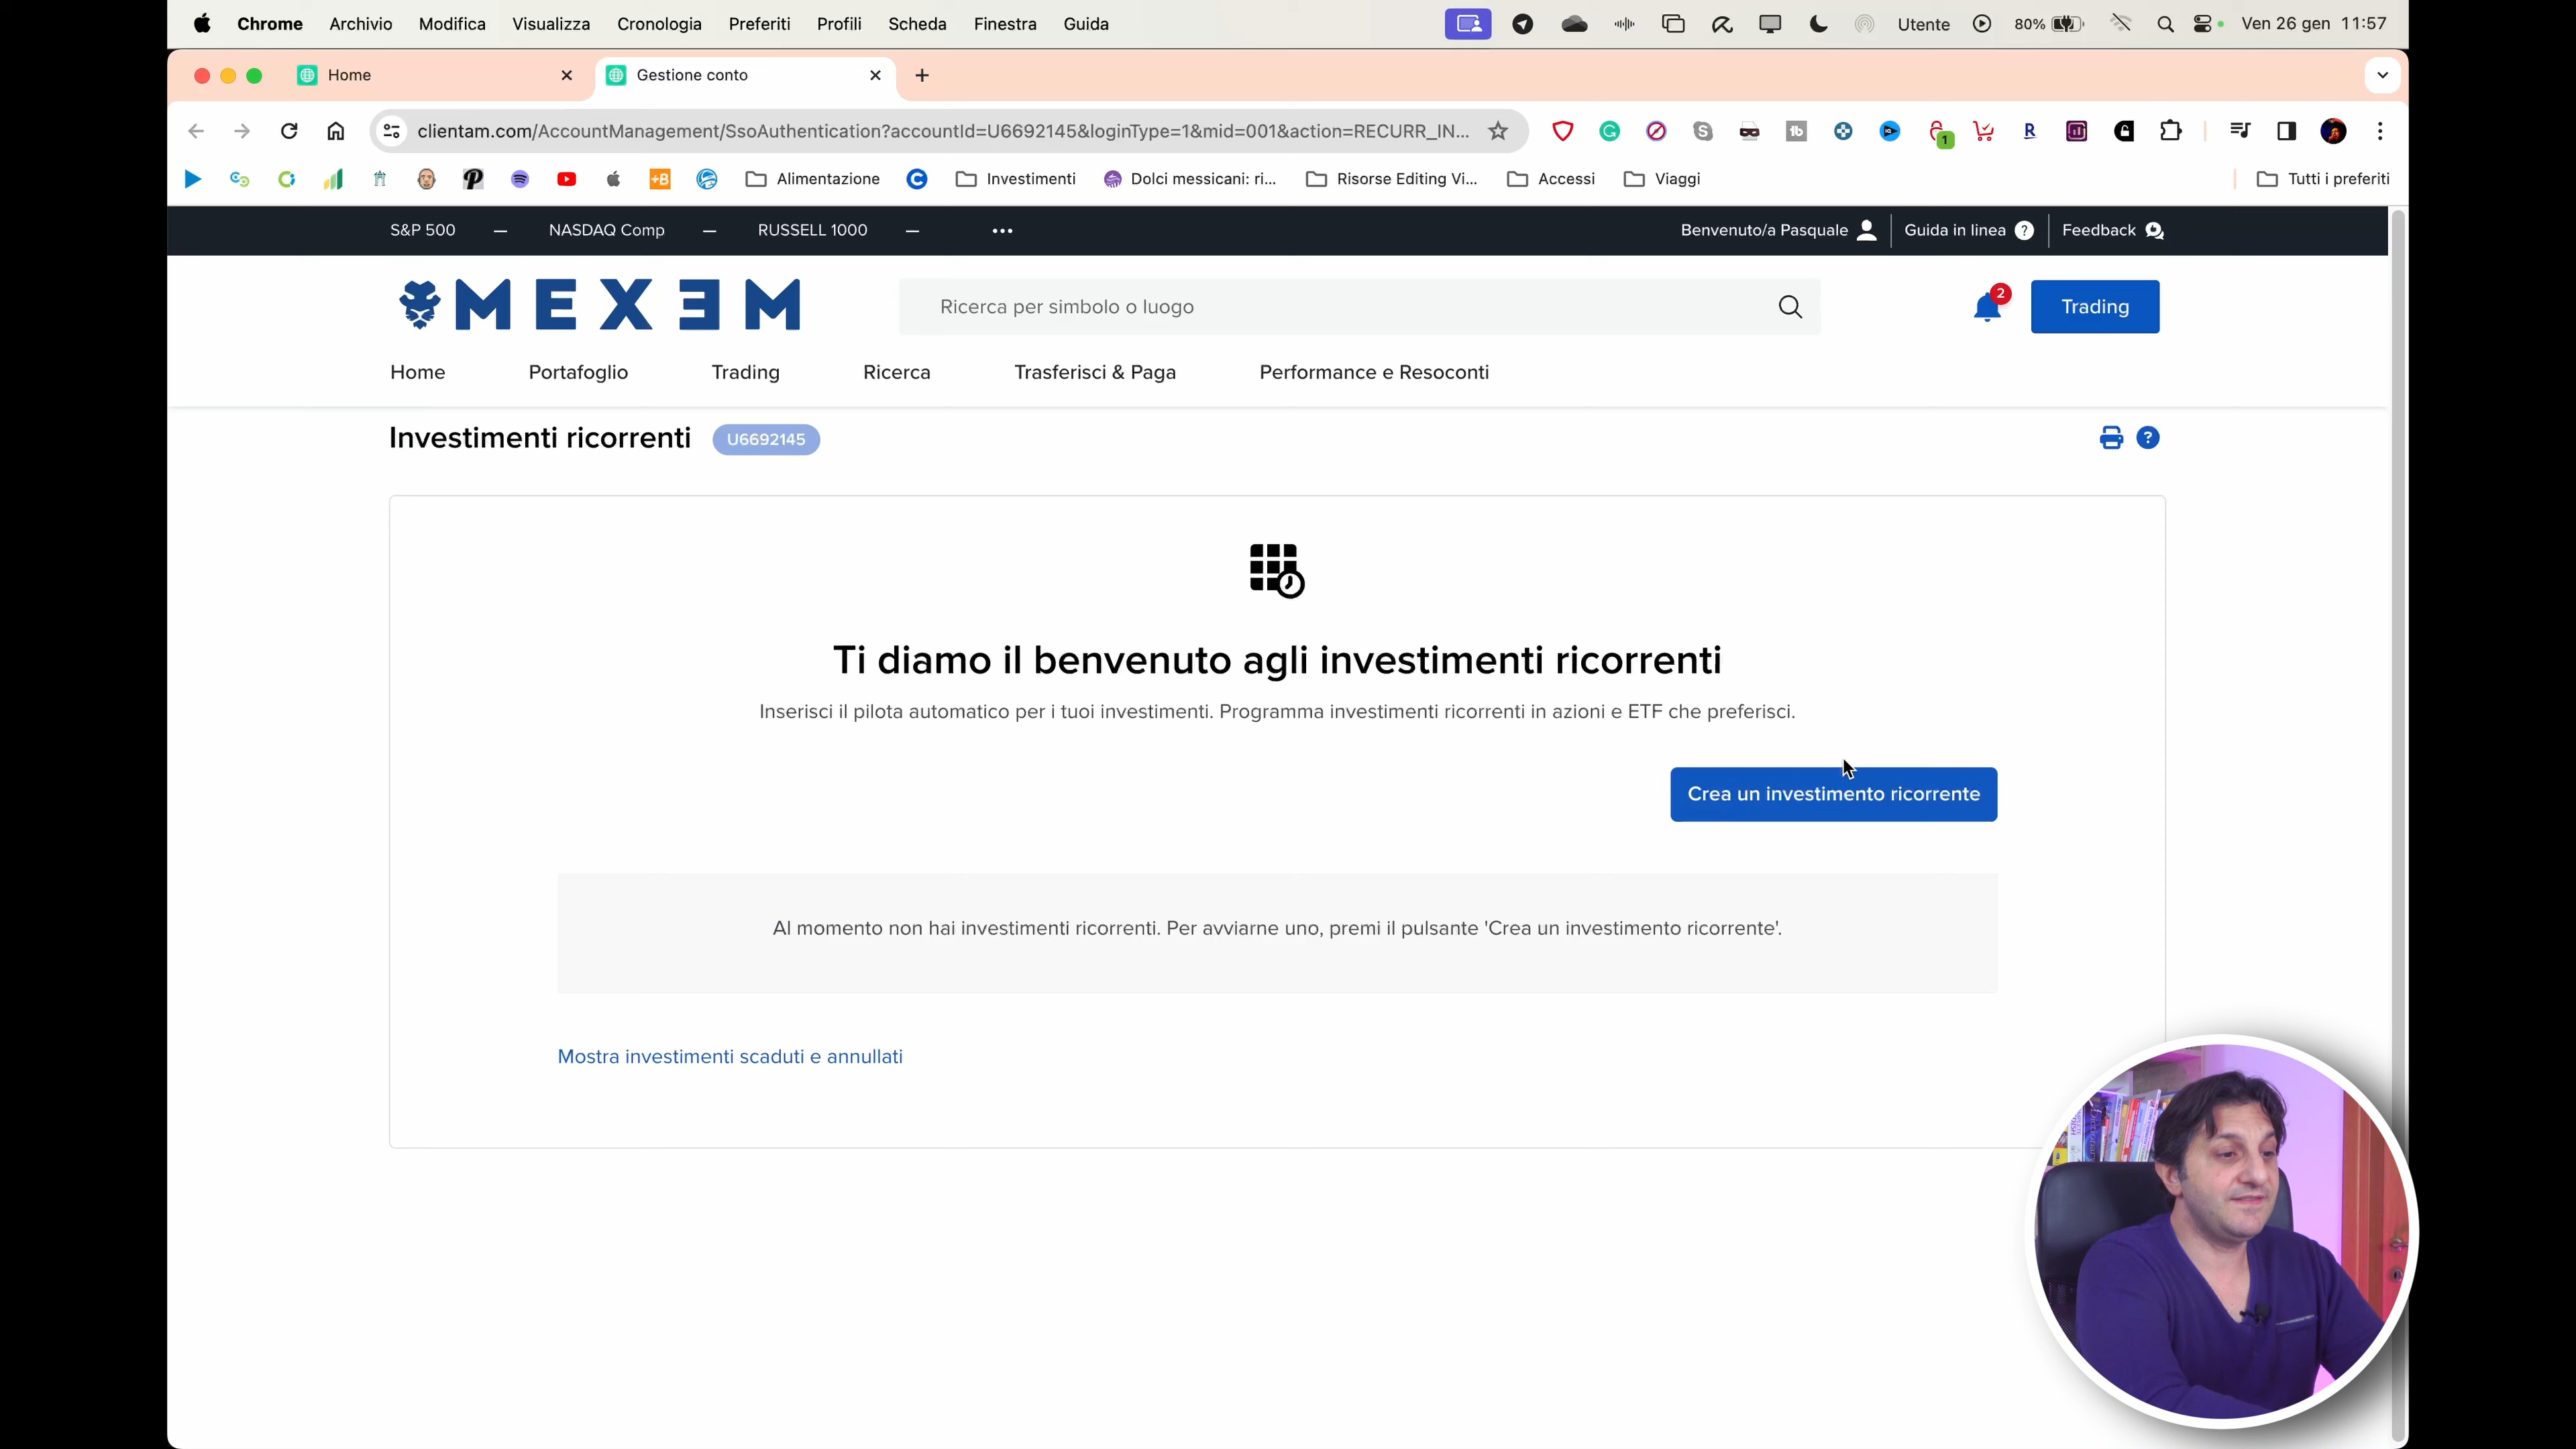 Chrome Archivio Modifica Visualizza Cronologia Preferiti Profili Scheda Finestra Guida Utente 80% Ven 26 gen 11:57
Home Gestione conto
clientam.com/AccountManagement/SsoAuthentication?accountId=U6692145&loginType=1&mid=001&action=RECURR_IN...
Alimentazione Investimenti Dolci messicani: ri... Risorse Editing Vi... Accessi Viaggi Tutti i preferiti
S&P 500 — NASDAQ Comp — RUSSELL 1000 — ••• Benvenuto/a Pasquale Guida in linea ? Feedback
MEXEM Ricerca per simbolo o luogo 2 Trading
Home Portafoglio Trading Ricerca Trasferisci & Paga Performance e Resoconti
Investimenti ricorrenti U6692145 ?
Ti diamo il benvenuto agli investimenti ricorrenti
Inserisci il pilota automatico per i tuoi investimenti. Programma investimenti ricorrenti in azioni e ETF che preferisci.
Crea un investimento ricorrente
Al momento non hai investimenti ricorrenti. Per avviarne uno, premi il pulsante 'Crea un investimento ricorrente'.
Mostra investimenti scaduti e annullati